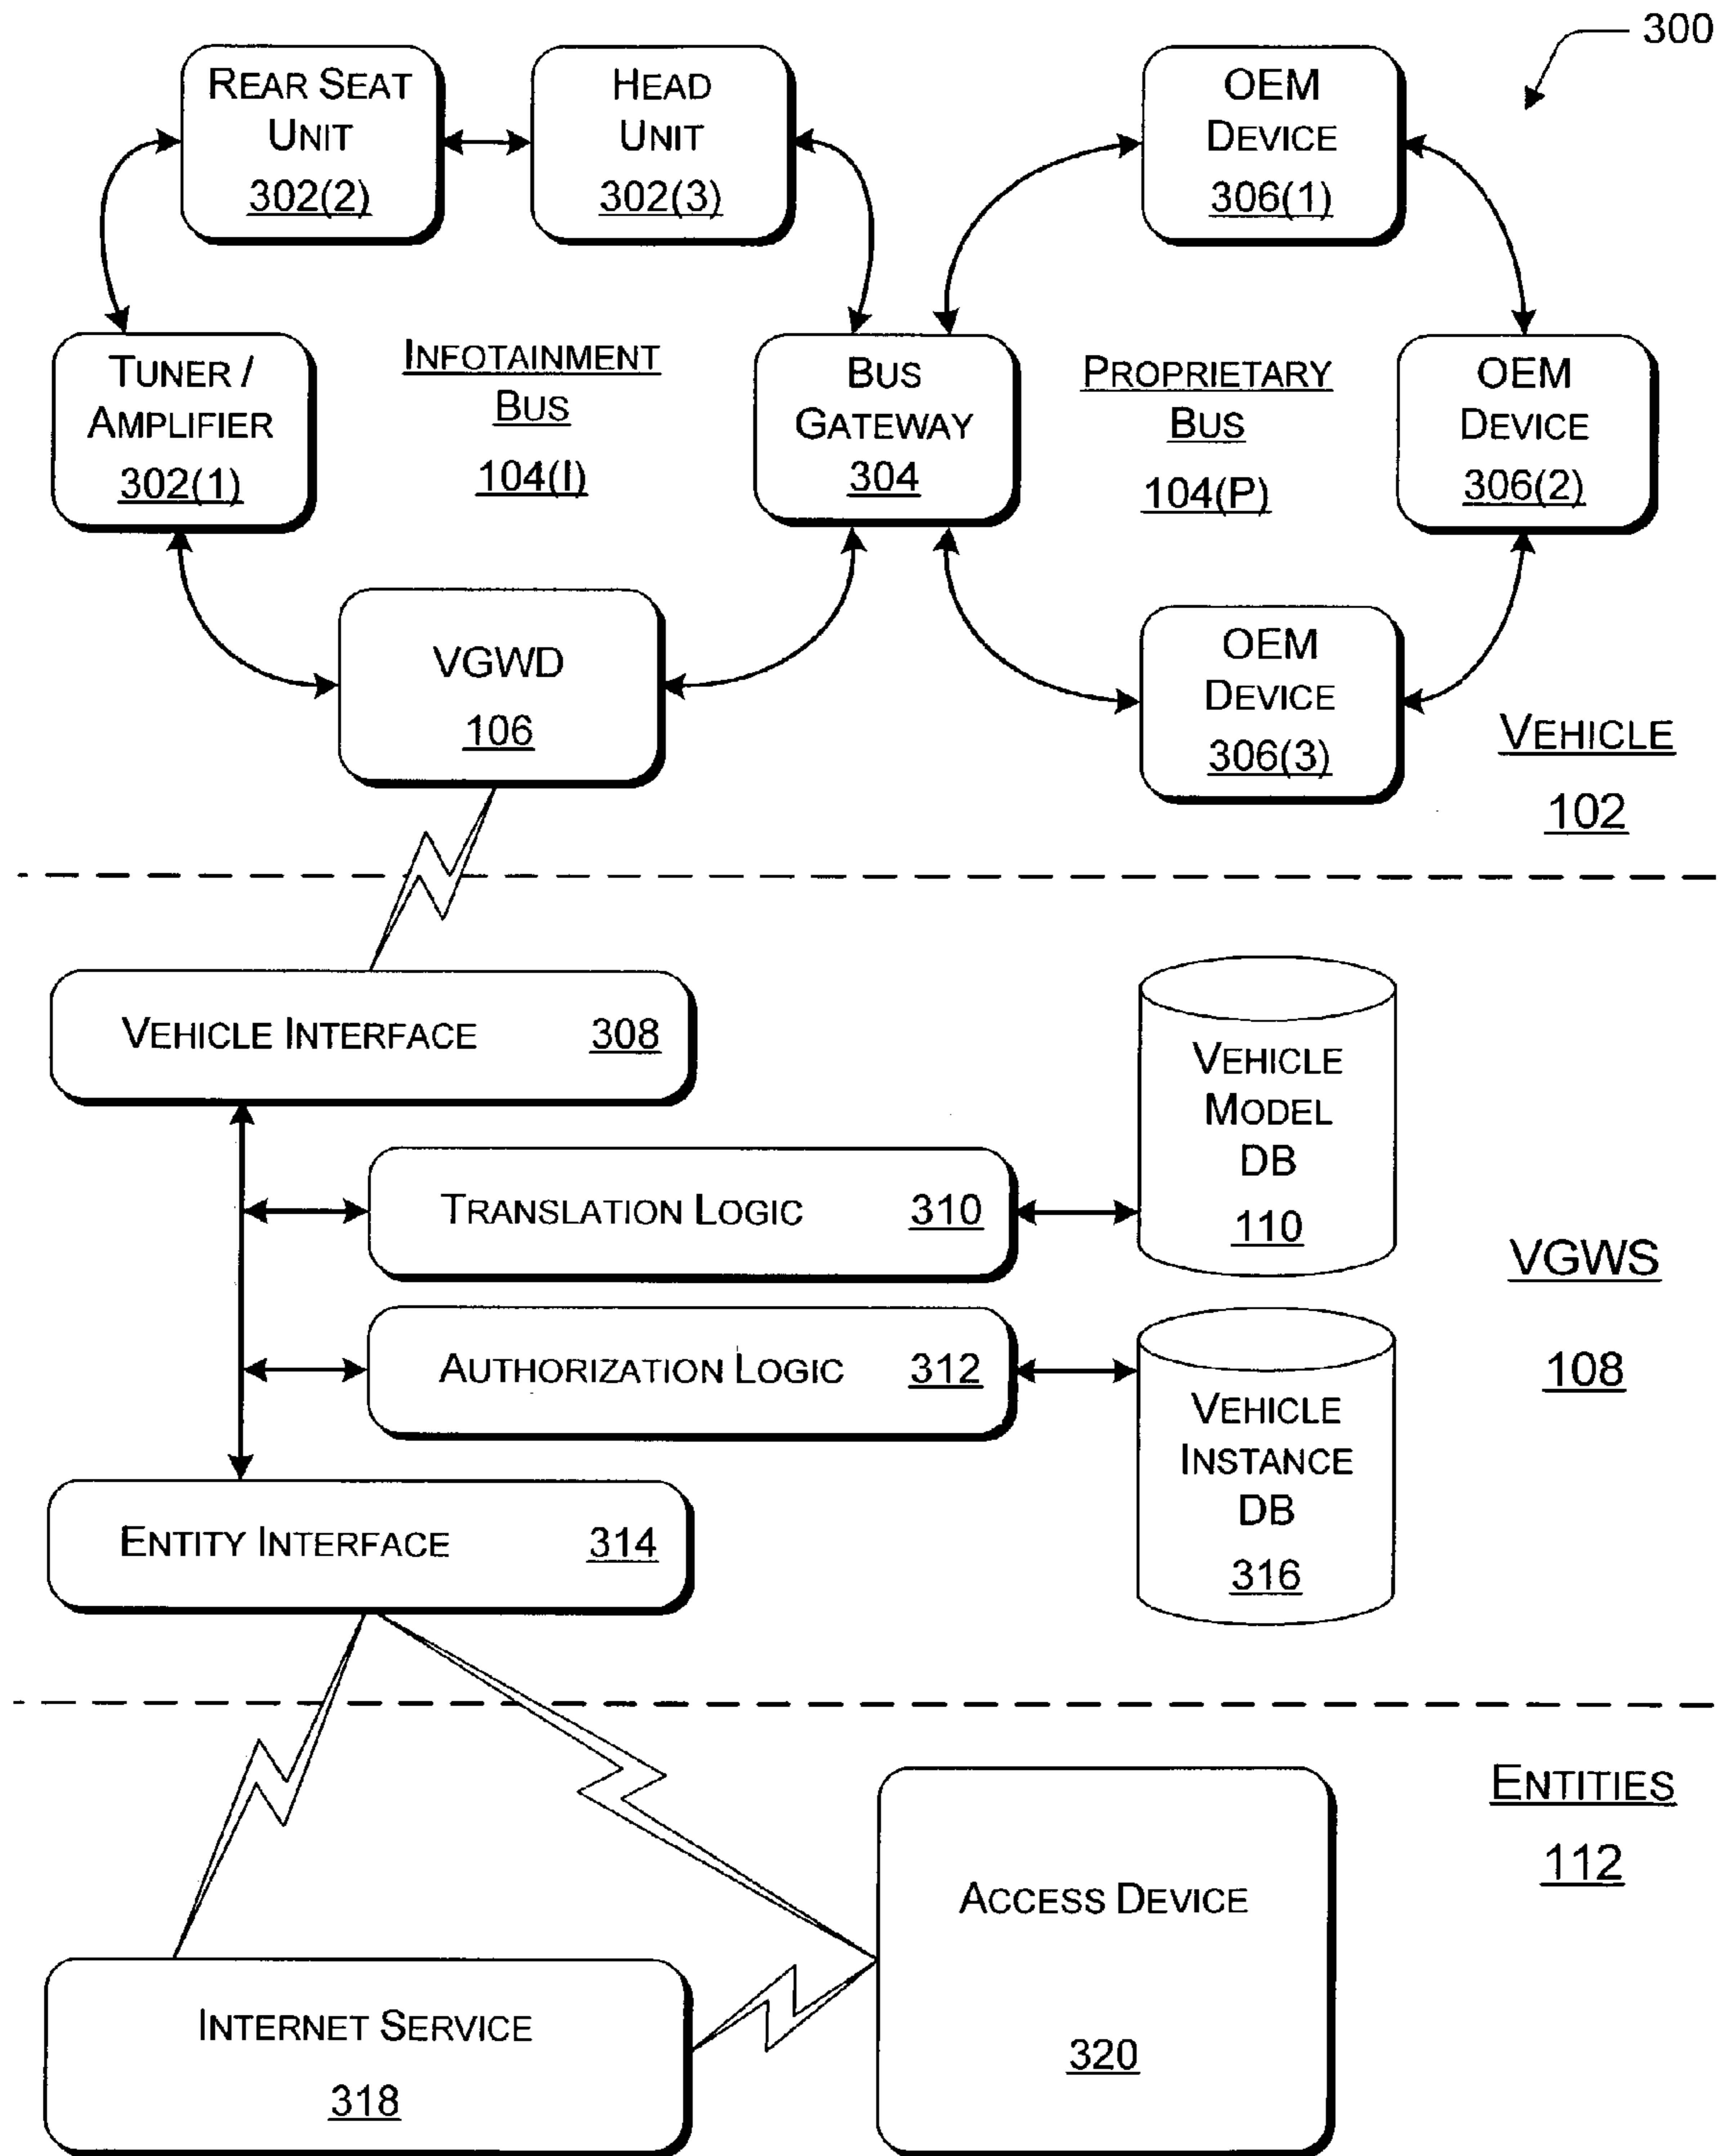 300
REAR SEAT
UNIT
302(2)
HEAD
UNIT
302(3)
OEM
DEVICE
306(1)
TUNER /
AMPLIFIER
302(1)
INFOTAINMENT
BUS
104(I)
BUS
GATEWAY
304
PROPRIETARY
BUS
104(P)
OEM
DEVICE
306(2)
VGWD
106
OEM
DEVICE
306(3)
VEHICLE
102
VEHICLE INTERFACE 308
VEHICLE
MODEL
DB
110
TRANSLATION LOGIC 310
VGWS
108
AUTHORIZATION LOGIC 312
VEHICLE
INSTANCE
DB
316
ENTITY INTERFACE 314
ENTITIES
112
ACCESS DEVICE
320
INTERNET SERVICE
318